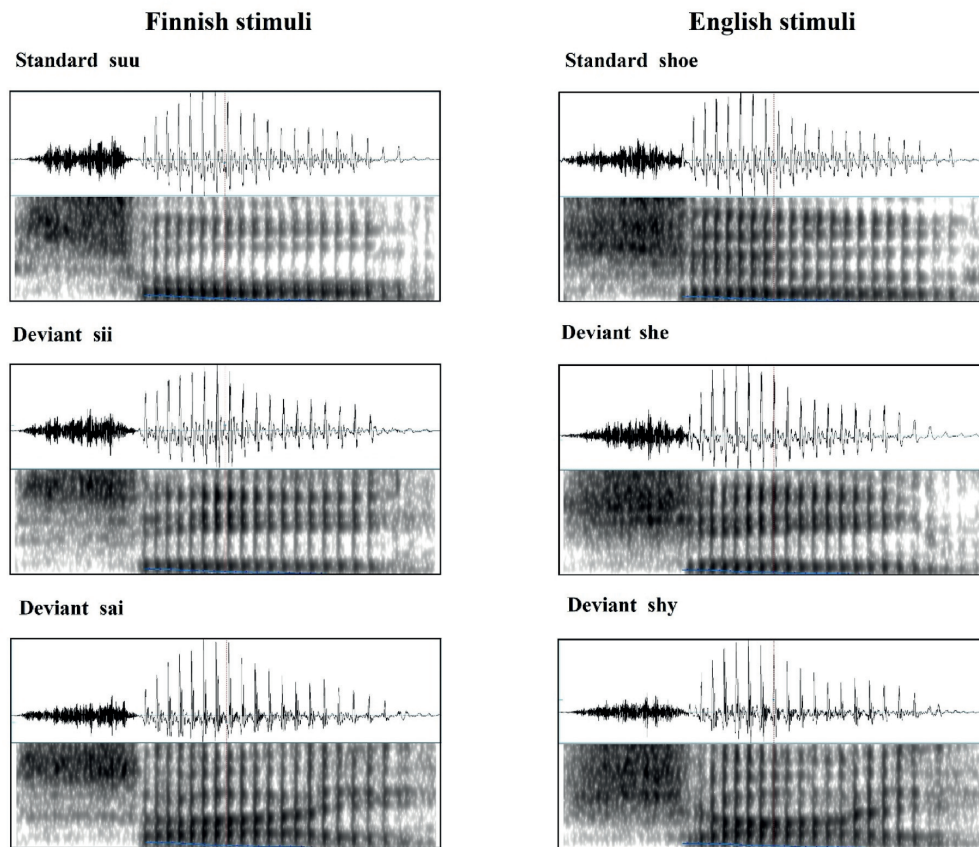 Finnish stimuli
English stimuli
Standard suu
Standard shoe
Deviant sii
Deviant she
Deviant sai
Deviant shy